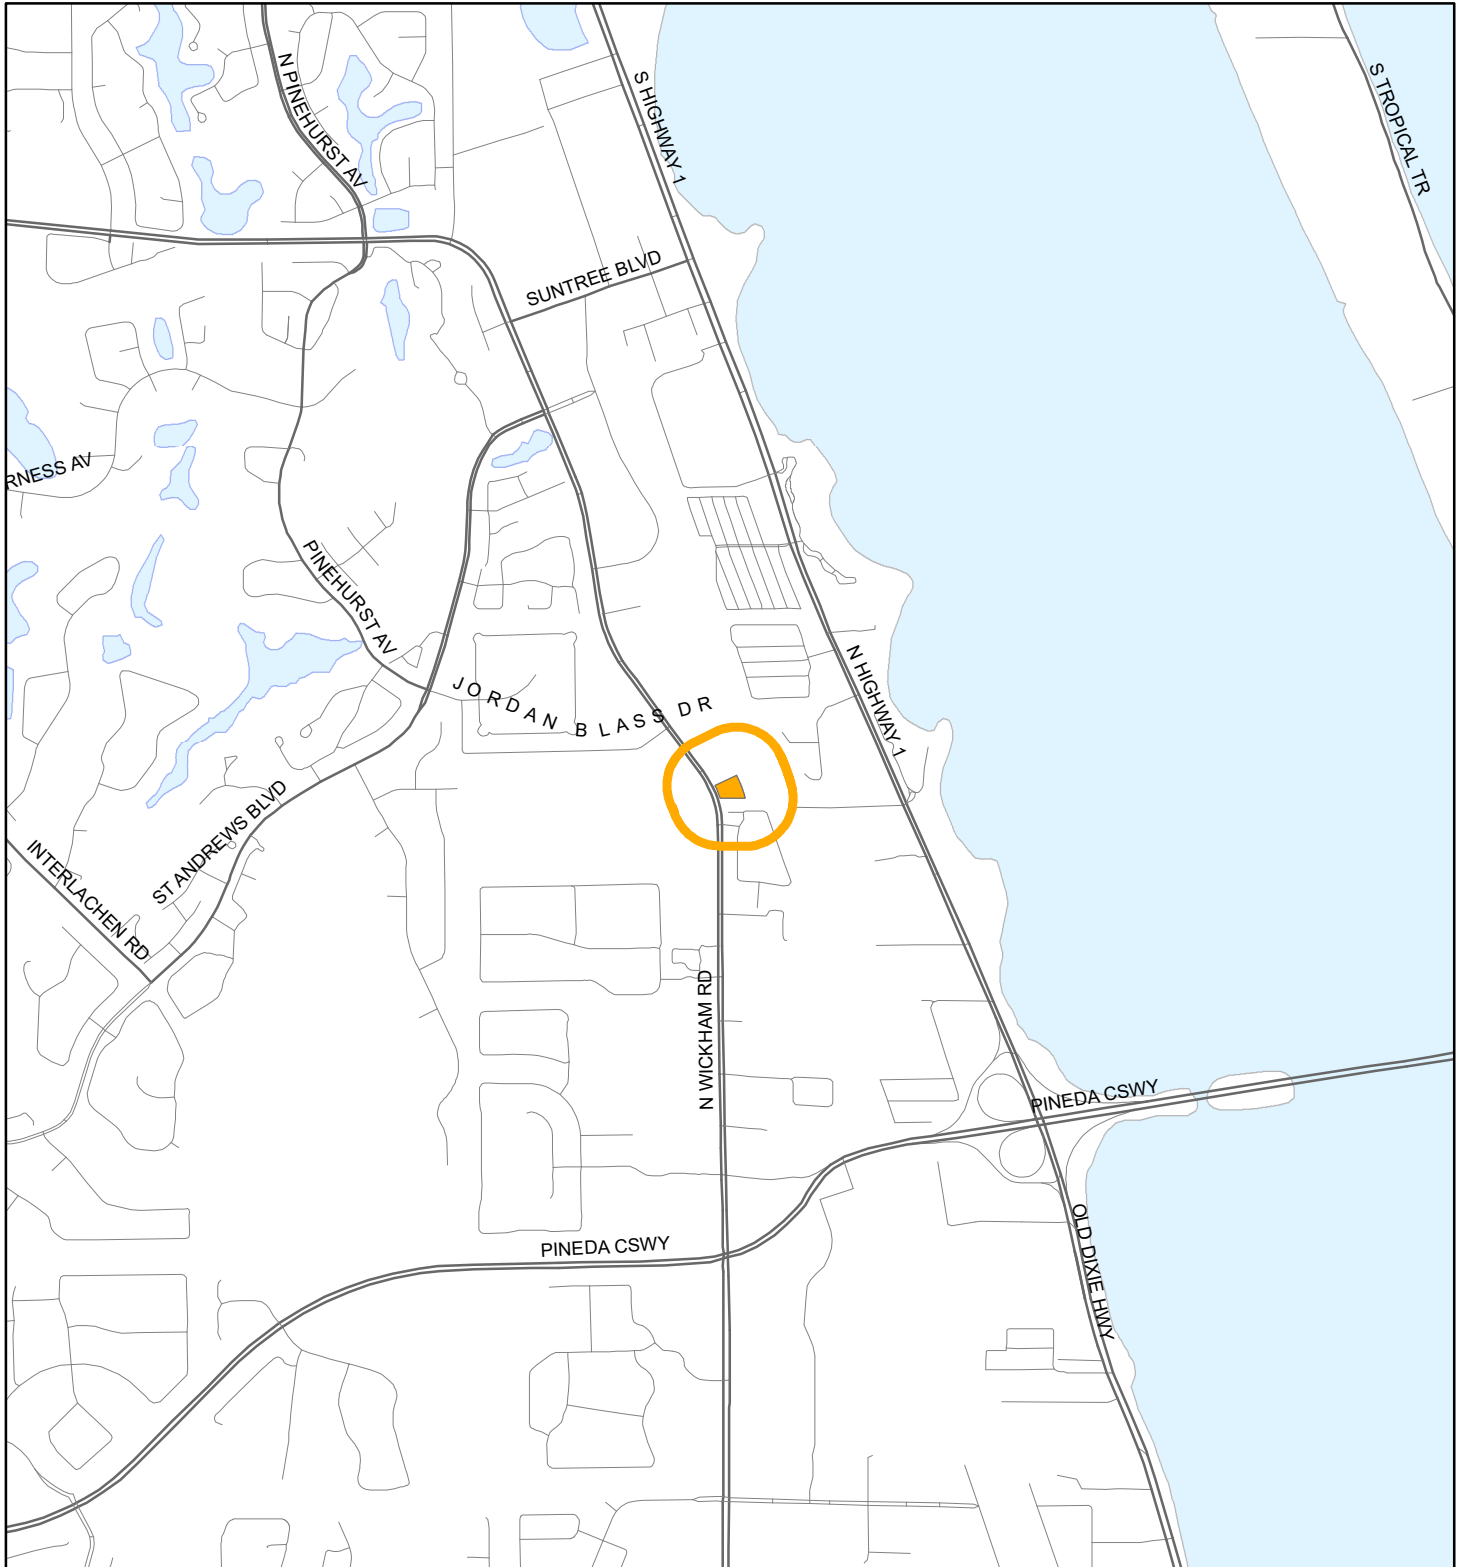 N PINEHURST AV
S HIGHWAY 1
S TROPICAL TR
SUNTREE BLVD
RNESS AV
PINEHURST AV
JORDAN BLASS DR
N HIGHWAY 1
ST ANDREWS BLVD
INTERLACHEN RD
N WICKHAM RD
PINEDA CSWY
PINEDA CSWY
OLD DIXIE HWY